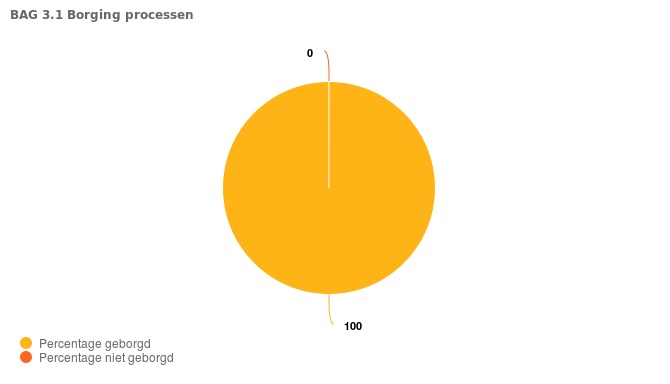 BAG 3.1 Borging processen
0
100
Percentage geborgd
Percentage niet geborgd